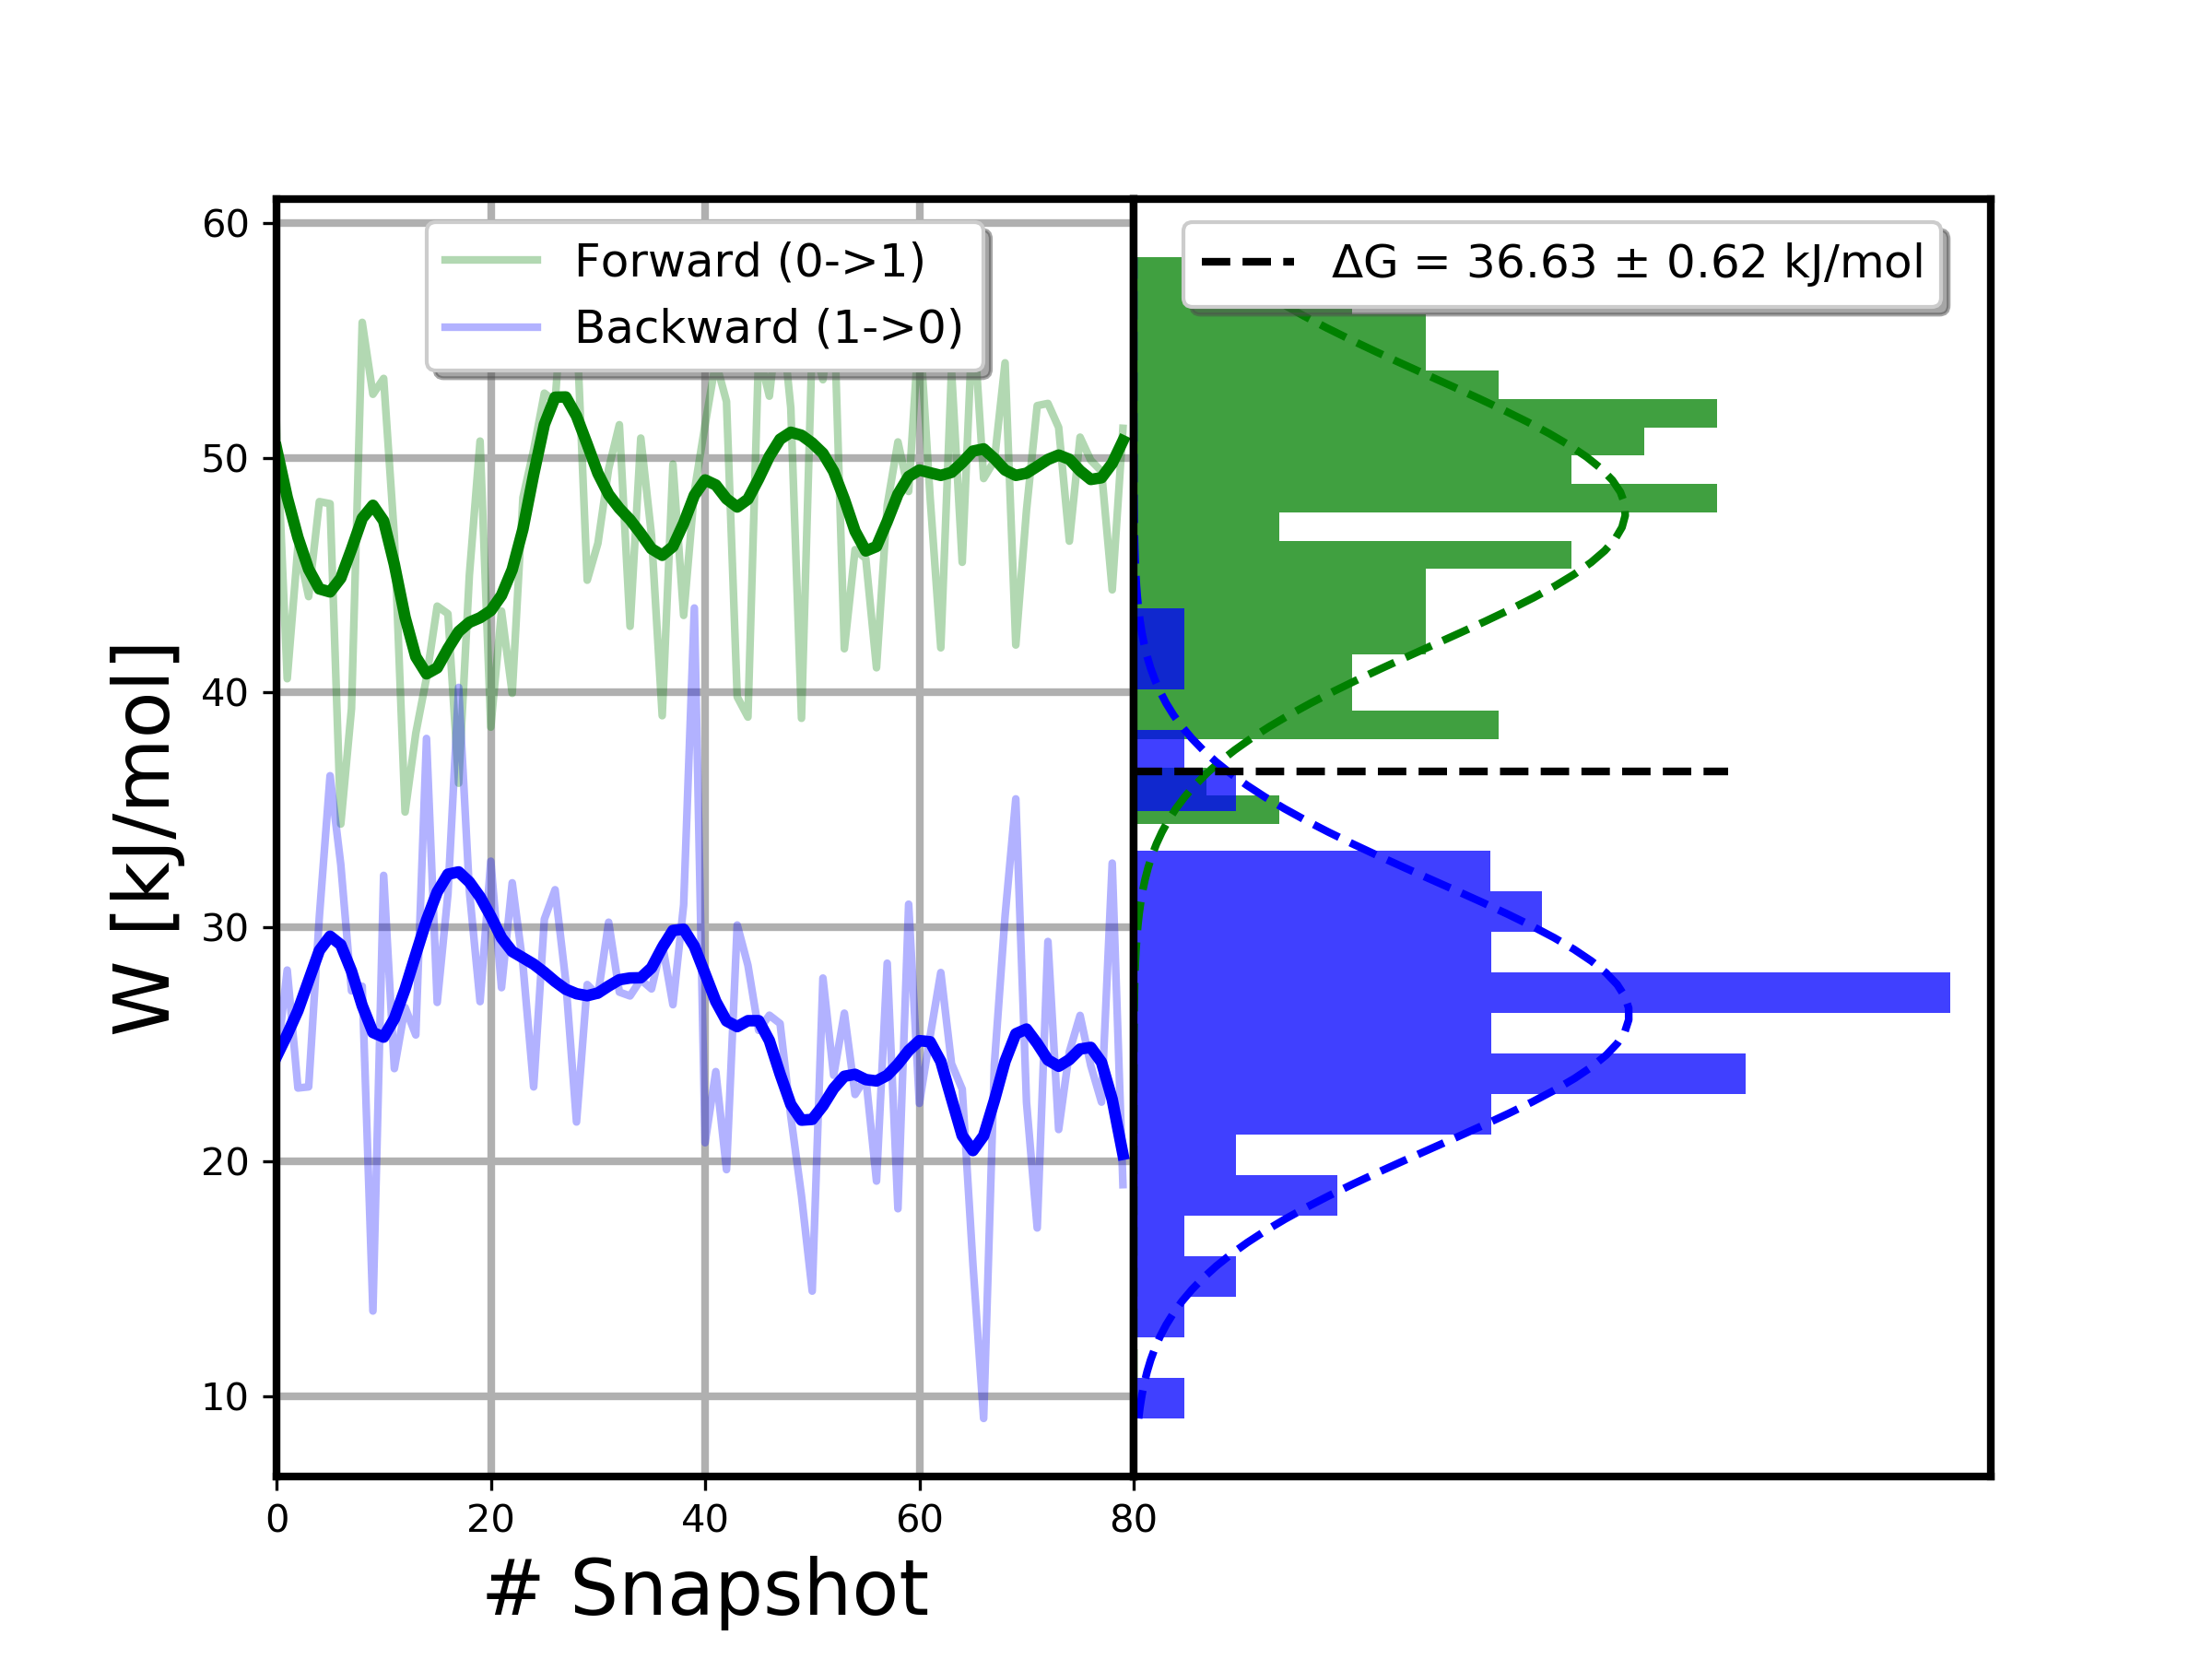 Forward (0->1)
Backward (1->0)
ΔG = 36.63 ± 0.62 kJ/mol
W [kJ/mol]
60
50
40
30
20
10
0
20
40
60
80
# Snapshot